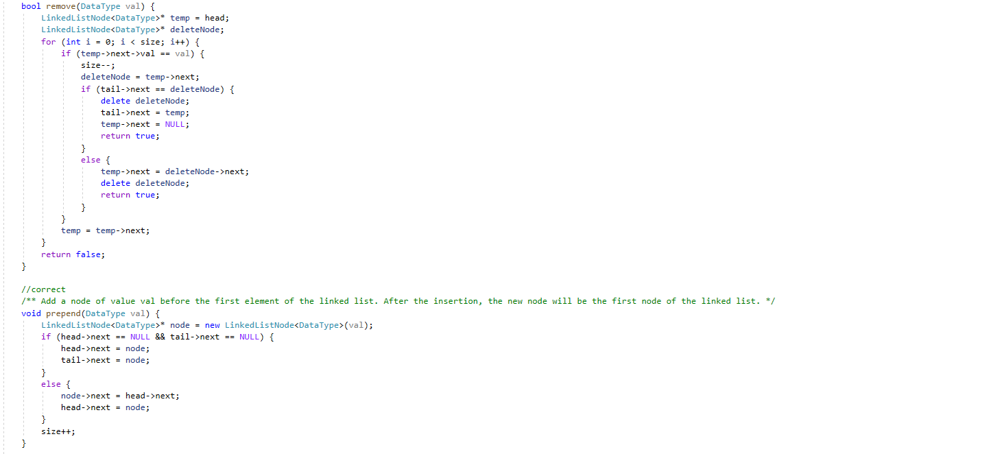 bool remove(DataType val) {
    LinkedListNode<DataType>* temp = head;
    LinkedListNode<DataType>* deleteNode;
    for (int i = 0; i < size; i++) {
        if (temp->next->val == val) {
            size--;
            deleteNode = temp->next;
            if (tail->next == deleteNode) {
                delete deleteNode;
                tail->next = temp;
                temp->next = NULL;
                return true;
            }
            else {
                temp->next = deleteNode->next;
                delete deleteNode;
                return true;
            }
        }
        temp = temp->next;
    }
    return false;
}

//correct
/** Add a node of value val before the first element of the linked list. After the insertion, the new node will be the first node of the linked list. */
void prepend(DataType val) {
    LinkedListNode<DataType>* node = new LinkedListNode<DataType>(val);
    if (head->next == NULL && tail->next == NULL) {
        head->next = node;
        tail->next = node;
    }
    else {
        node->next = head->next;
        head->next = node;
    }
    size++;
}